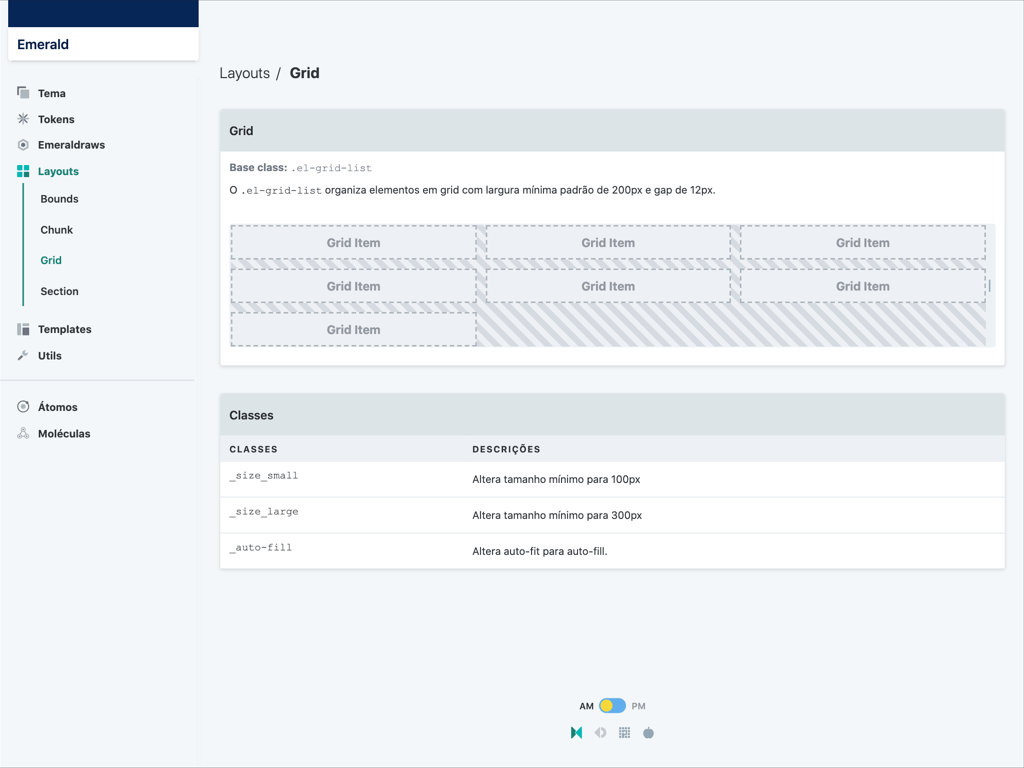 Emerald
Tema
Tokens
Emeraldraws
Layouts
Bounds
Chunk
Grid
Section
Templates
Utils
Átomos
Moléculas
Layouts / Grid
Grid
Base class: .el-grid-list
O .el-grid-list organiza elementos em grid com largura mínima padrão de 200px e gap de 12px.
Grid Item Grid Item Grid Item
Grid Item Grid Item Grid Item
Grid Item
Classes
CLASSES DESCRIÇÕES
_size_small Altera tamanho mínimo para 100px
_size_large Altera tamanho mínimo para 300px
_auto-fill Altera auto-fit para auto-fill.
AM PM